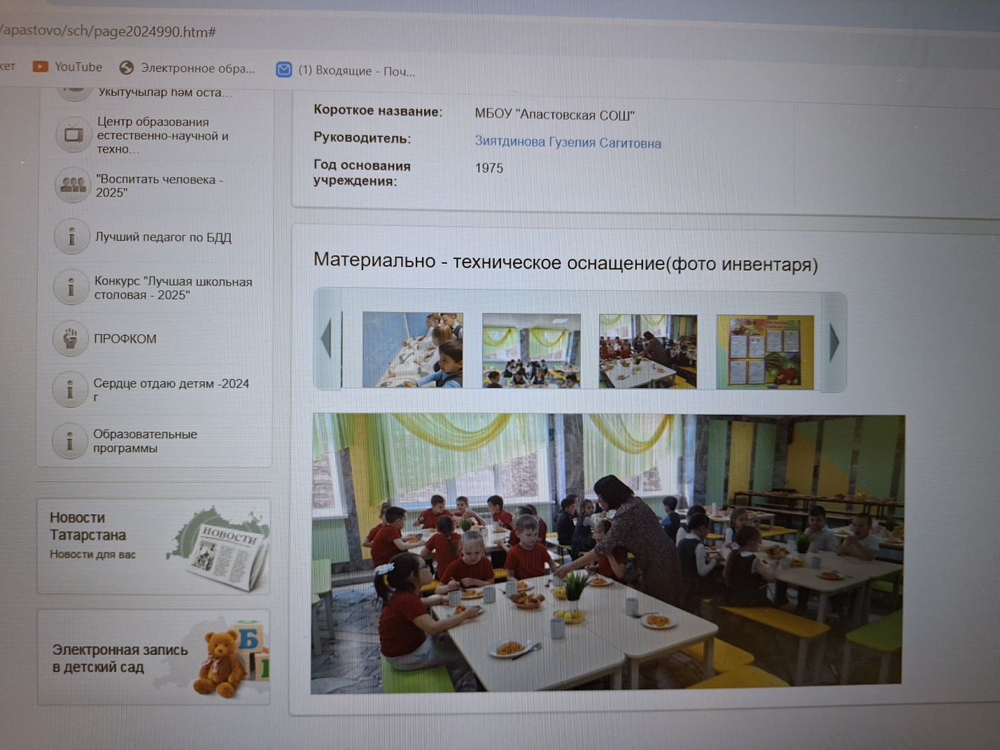 /apastovo/sch/page2024990.htm#
кет
YouTube
Электронное обра...
(1) Входящие - Поч...
Укытучылар һәм оста...
Центр образования
естественно-научной и
техно...
"Воспитать человека -
2025"
Лучший педагог по БДД
Конкурс "Лучшая школьная
столовая - 2025"
ПРОФКОМ
Сердце отдаю детям -2024
г
Образовательные
программы
Новости
Татарстана
Новости для вас
НОВОСТИ
Электронная запись
в детский сад
Б
Короткое название:
МБОУ "Апастовская СОШ"
Руководитель:
Зиятдинова Гузелия Сагитовна
Год основания
учреждения:
1975
Материально - техническое оснащение(фото инвентаря)